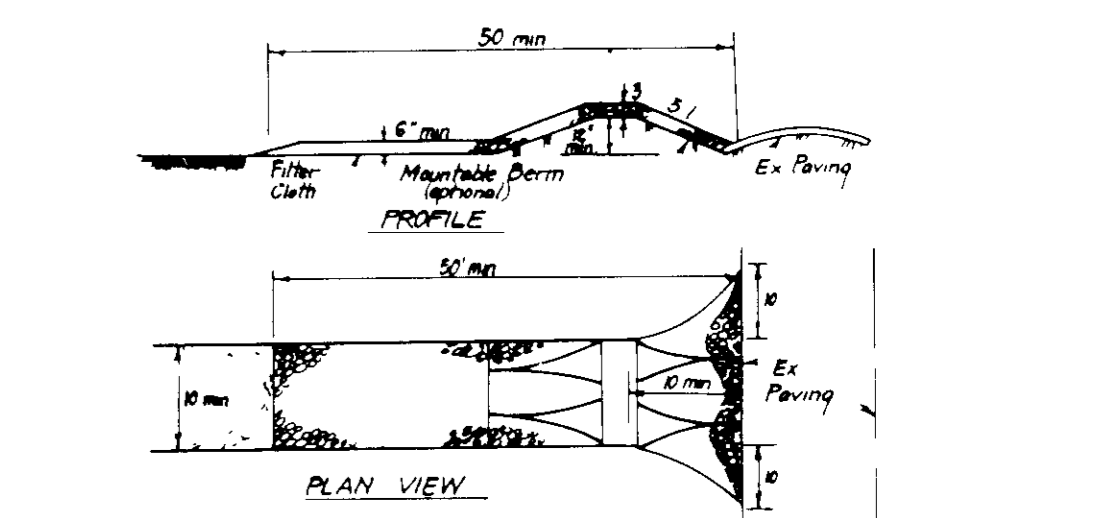 50 min
6" min
3
5 1
12"
min
Filter
Cloth
Mountable Berm
(optional)
Ex Paving
PROFILE
50' min
10
10 min
10 min
Ex
Paving
10
PLAN VIEW